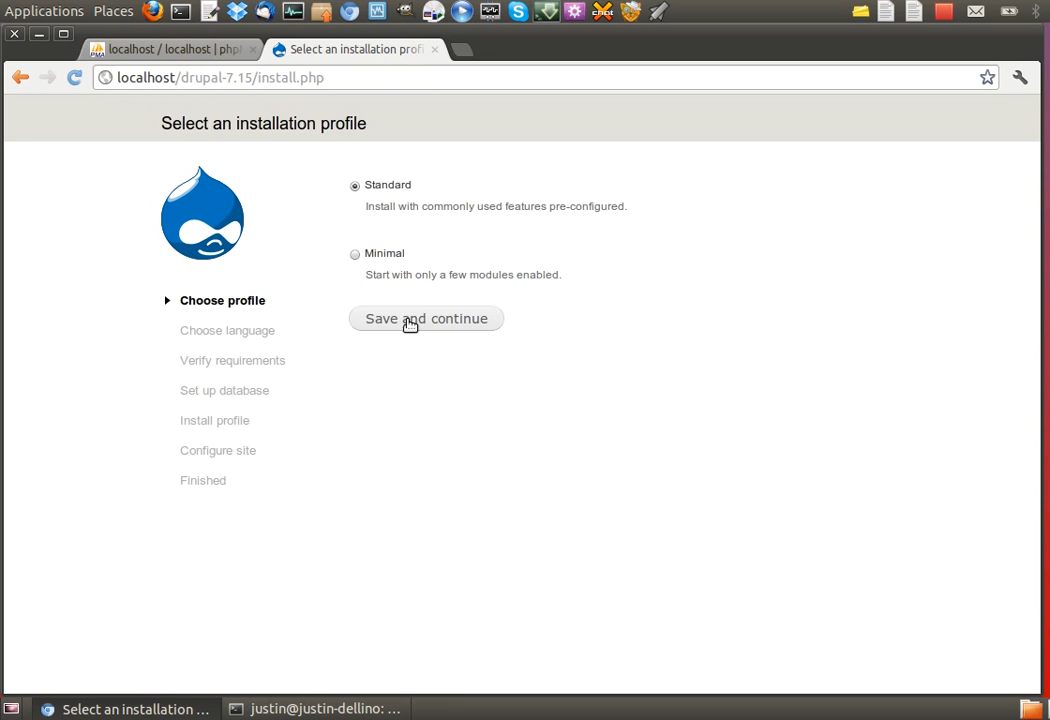 Applications Places
localhost / localhost | php
Select an installation profi
localhost/drupal-7.15/install.php
Select an installation profile
Standard
Install with commonly used features pre-configured.
Minimal
Start with only a few modules enabled.
Save and continue
Choose profile
Choose language
Verify requirements
Set up database
Install profile
Configure site
Finished
Select an installation ...
justin@justin-dellino: ...